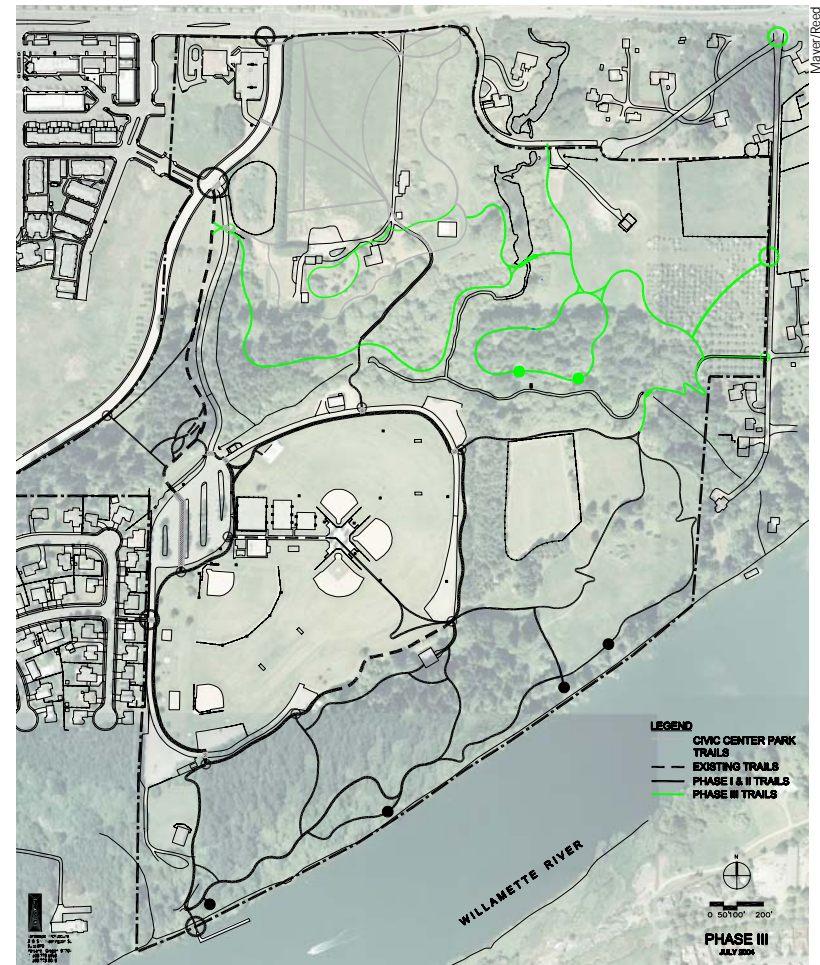 Mayer/Reed
LEGEND
CIVIC CENTER PARK
TRAILS
EXISTING TRAILS
PHASE I & II TRAILS
PHASE III TRAILS
WILLAMETTE RIVER
N
0 50'100' 200'
PHASE III
JULY 2004